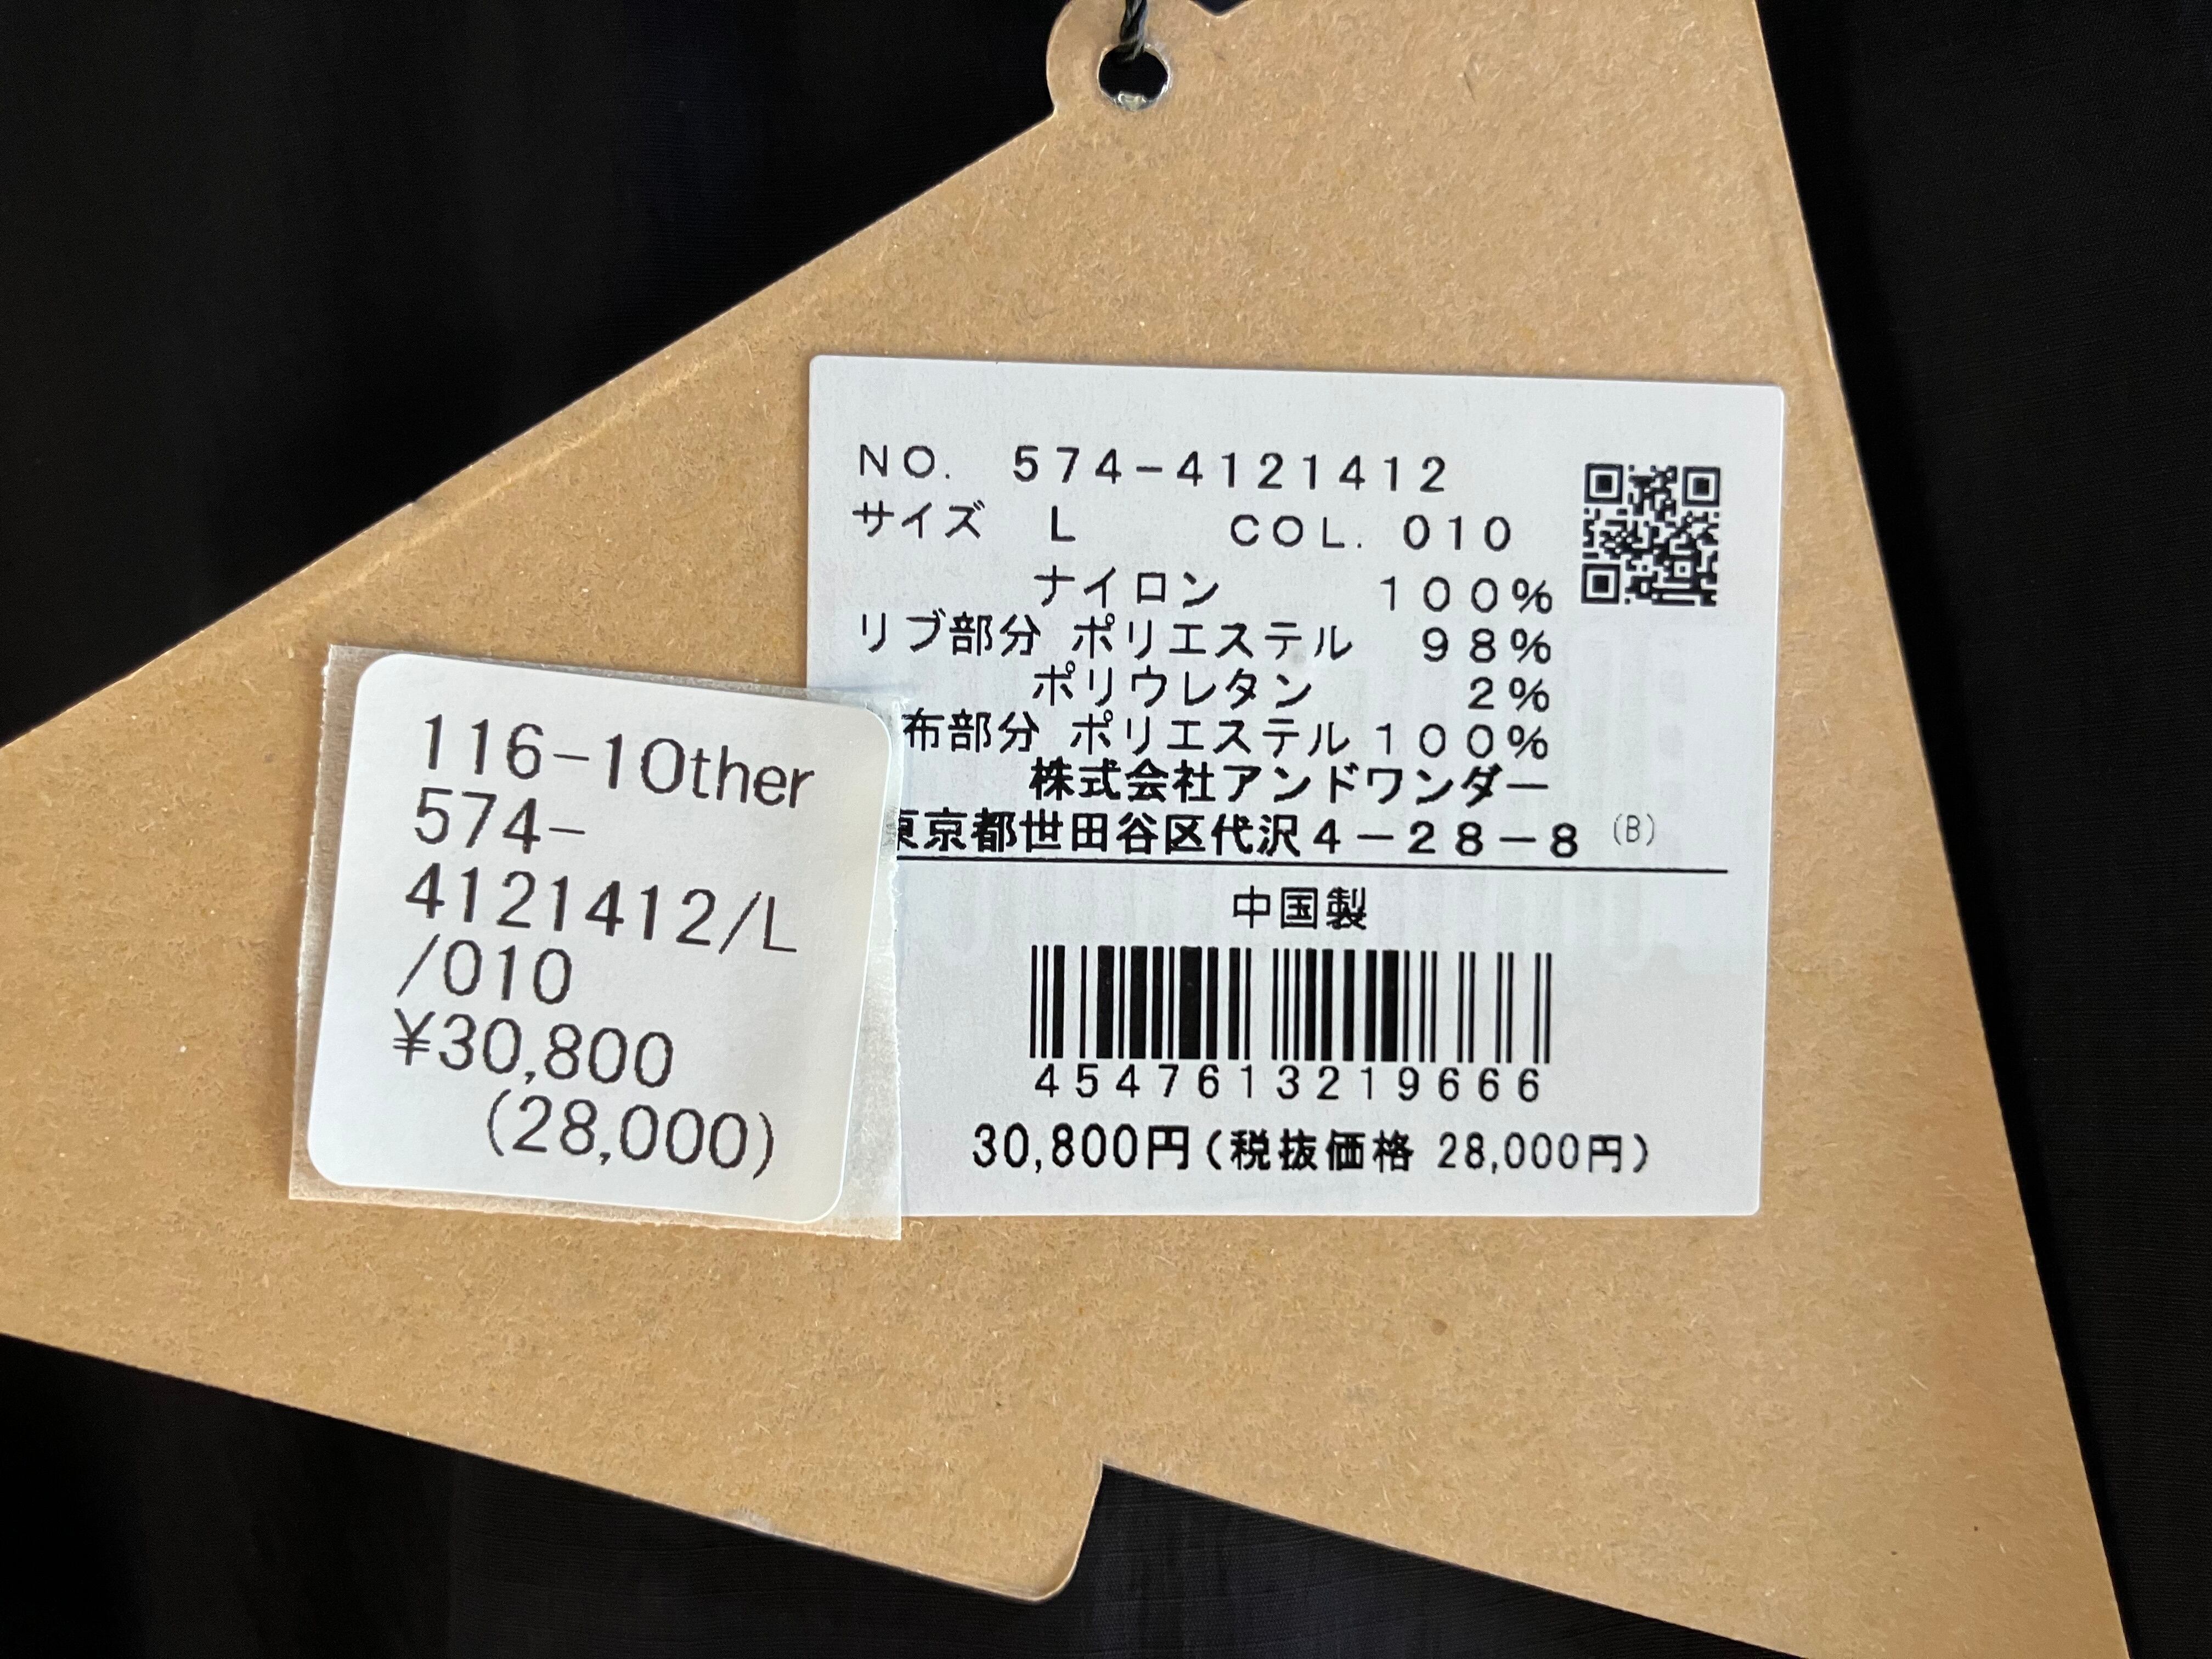 NO. 574-4121412
サイズ L COL. 010
ナイロン 100%
リブ部分 ポリエステル 98%
ポリウレタン 2%
布部分 ポリエステル 100%
株式会社アンドワンダー
東京都世田谷区代沢4-28-8 (B)
中国製
4547613219666
30,800円(税抜価格 28,000円)
116-1Other
574-
4121412/L
/010
¥30,800
(28,000)